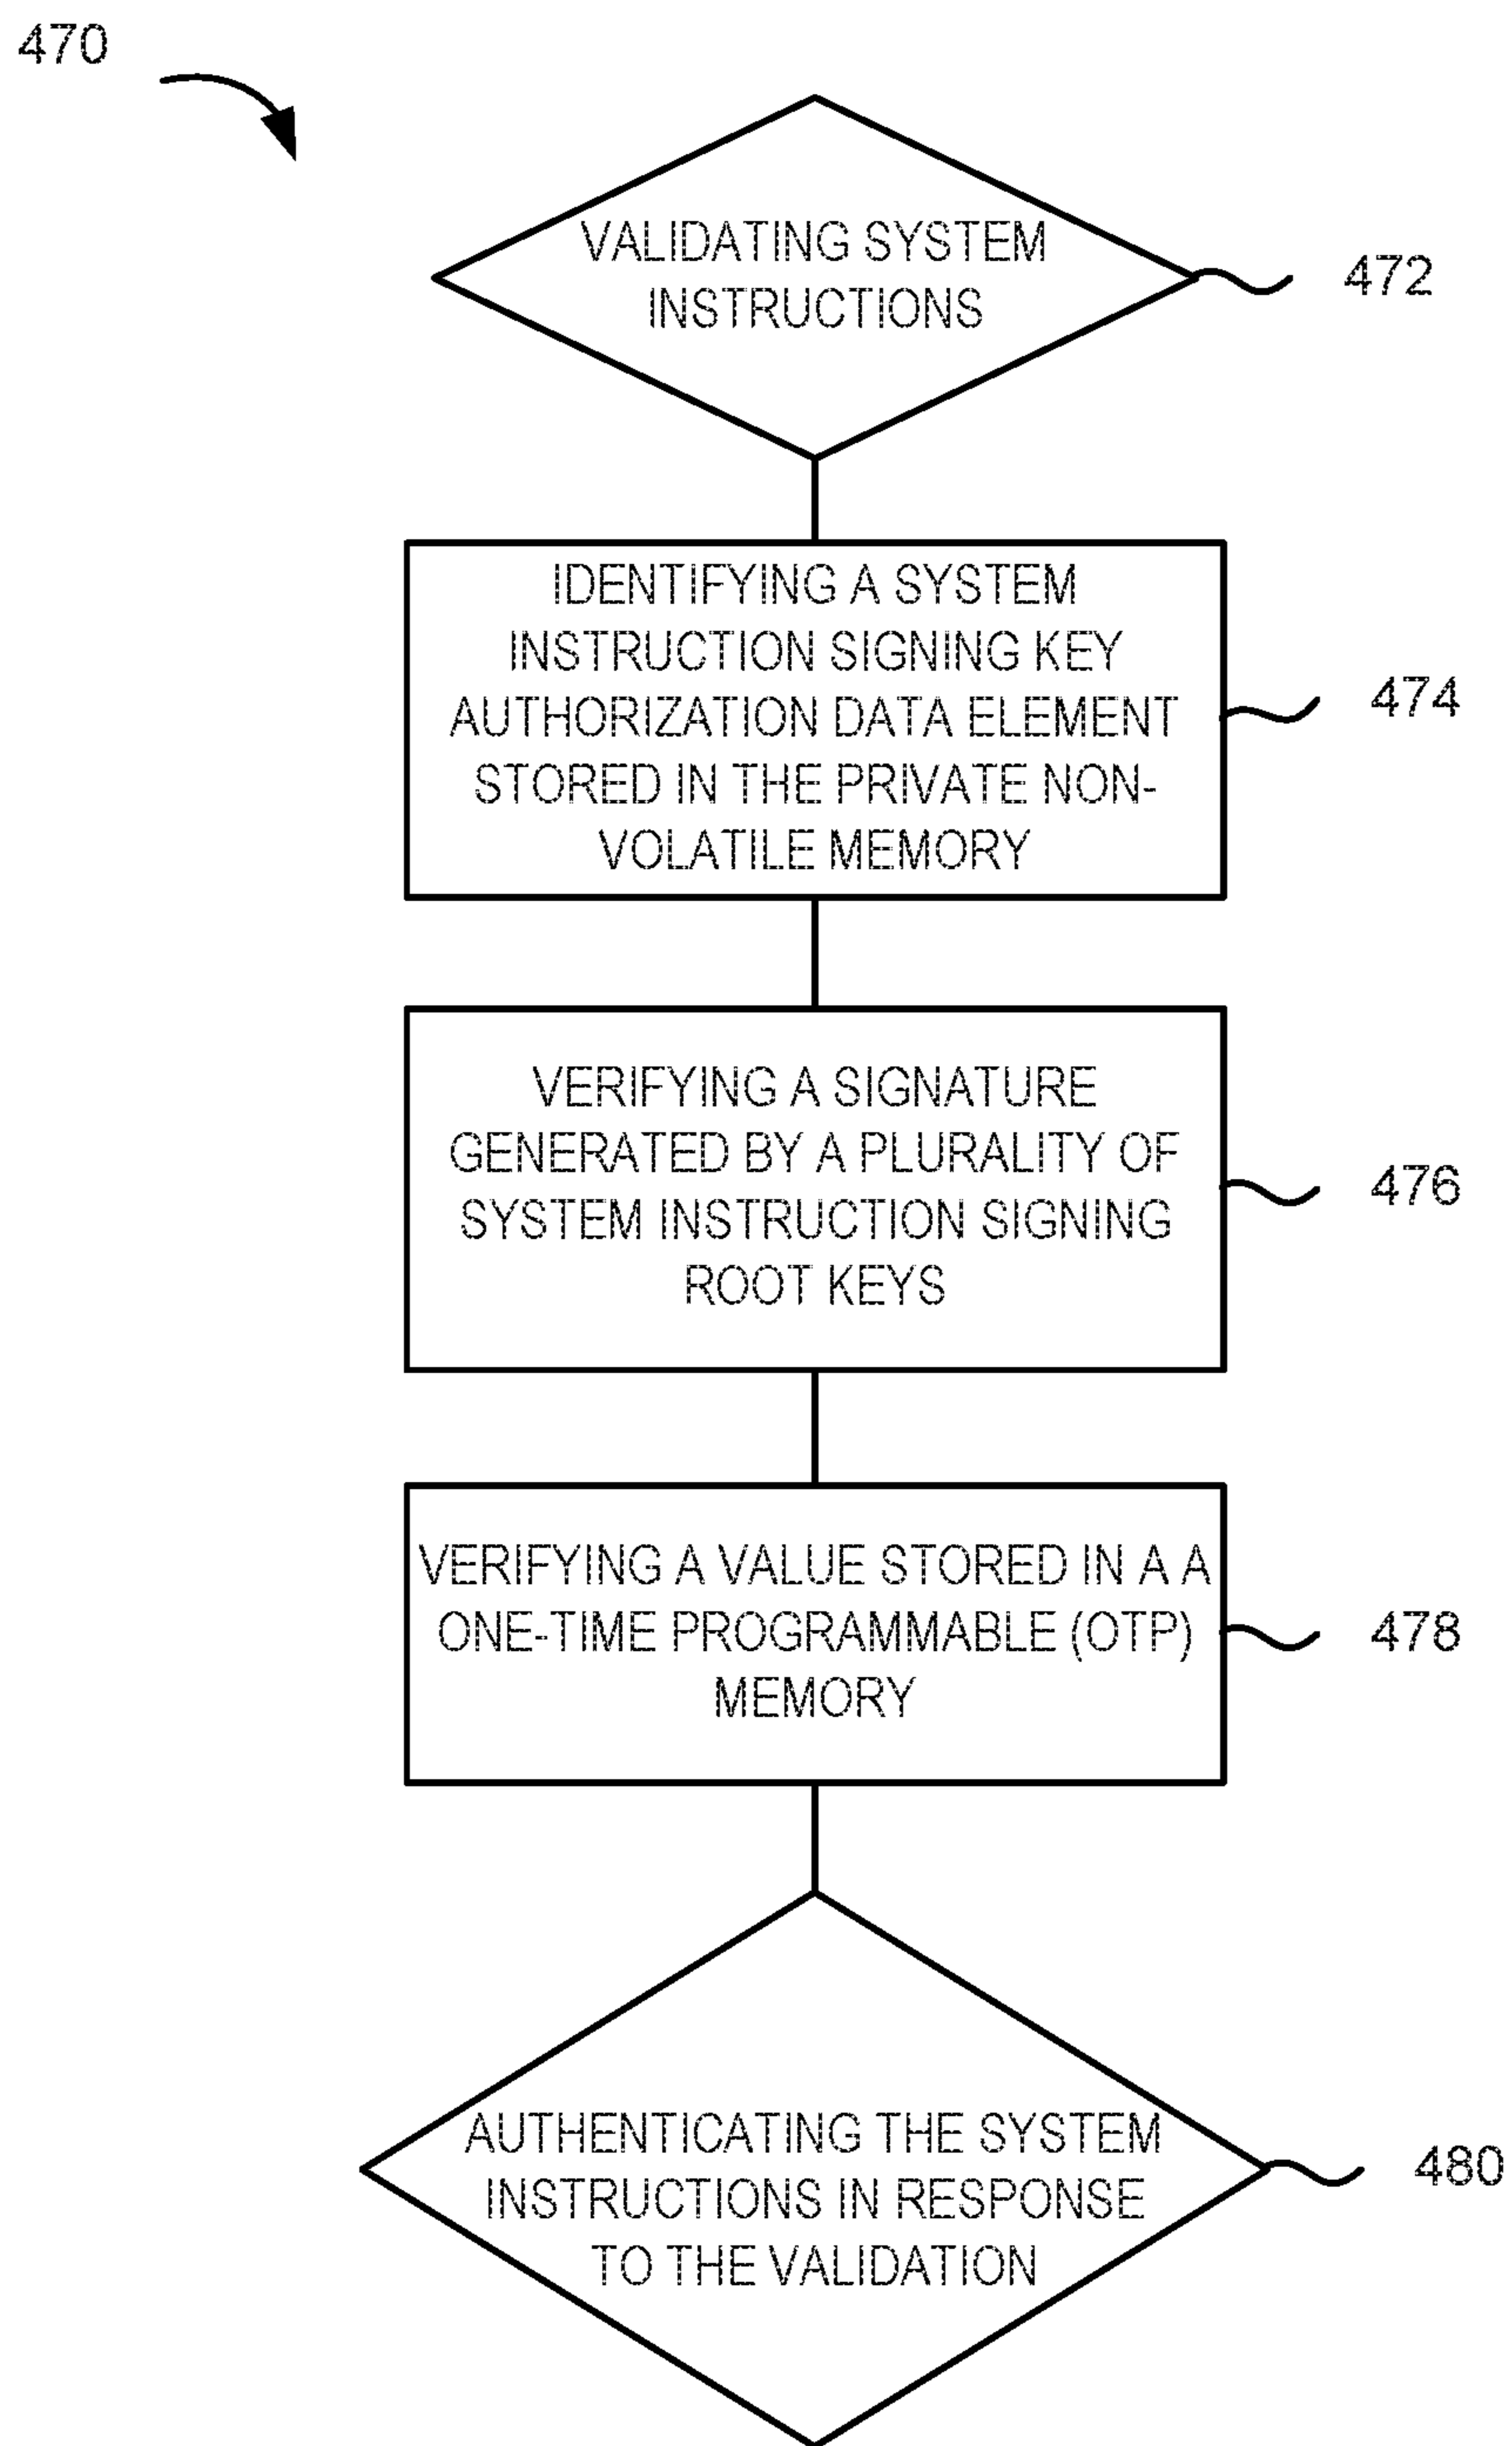 470
VALIDATING SYSTEM
INSTRUCTIONS
472
IDENTIFYING A SYSTEM
INSTRUCTION SIGNING KEY
AUTHORIZATION DATA ELEMENT
STORED IN THE PRIVATE NON-
VOLATILE MEMORY
474
VERIFYING A SIGNATURE
GENERATED BY A PLURALITY OF
SYSTEM INSTRUCTION SIGNING
ROOT KEYS
476
VERIFYING A VALUE STORED IN A A
ONE-TIME PROGRAMMABLE (OTP)
MEMORY
478
AUTHENTICATING THE SYSTEM
INSTRUCTIONS IN RESPONSE
TO THE VALIDATION
480